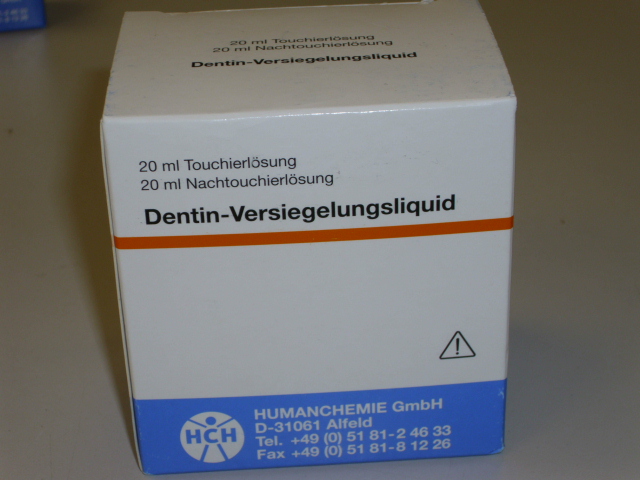 20 ml Touchierlösung
20 ml Nachtouchierlösung
Dentin-Versiegelungsliquid
20 ml Touchierlösung
20 ml Nachtouchierlösung
Dentin-Versiegelungsliquid
HCH
HUMANCHEMIE GmbH
D-31061 Alfeld
Tel. +49 (0) 51 81-2 46 33
Fax +49 (0) 51 81-8 12 26